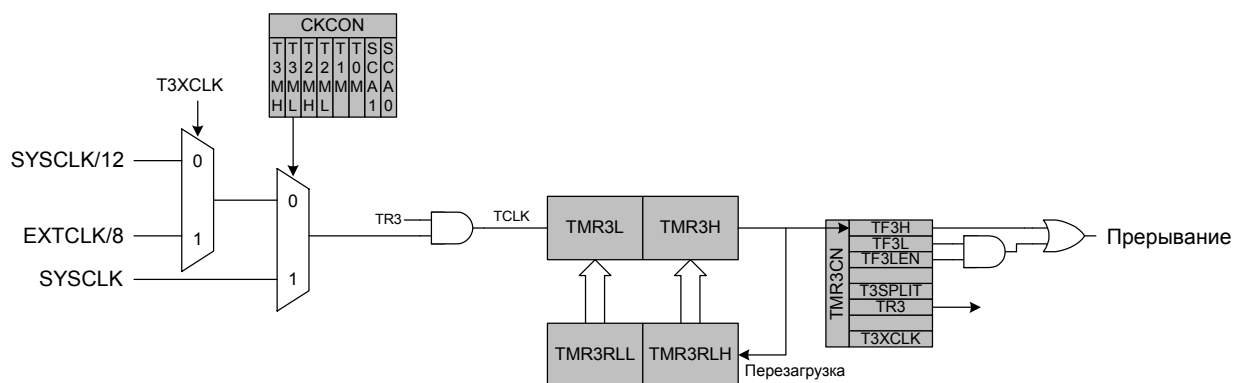 CKCON
T3MH T3ML T2MH T2ML T1M T0M SCA1 SCA0
T3XCLK
SYSCLK/12
0
EXTCLK/8
1
SYSCLK
0
1
TR3
TCLK
TMR3L TMR3H
TMR3RLL TMR3RLH
Перезагрузка
TMR3CN
TF3H
TF3L
TF3LEN
T3SPLIT
TR3
T3XCLK
Прерывание